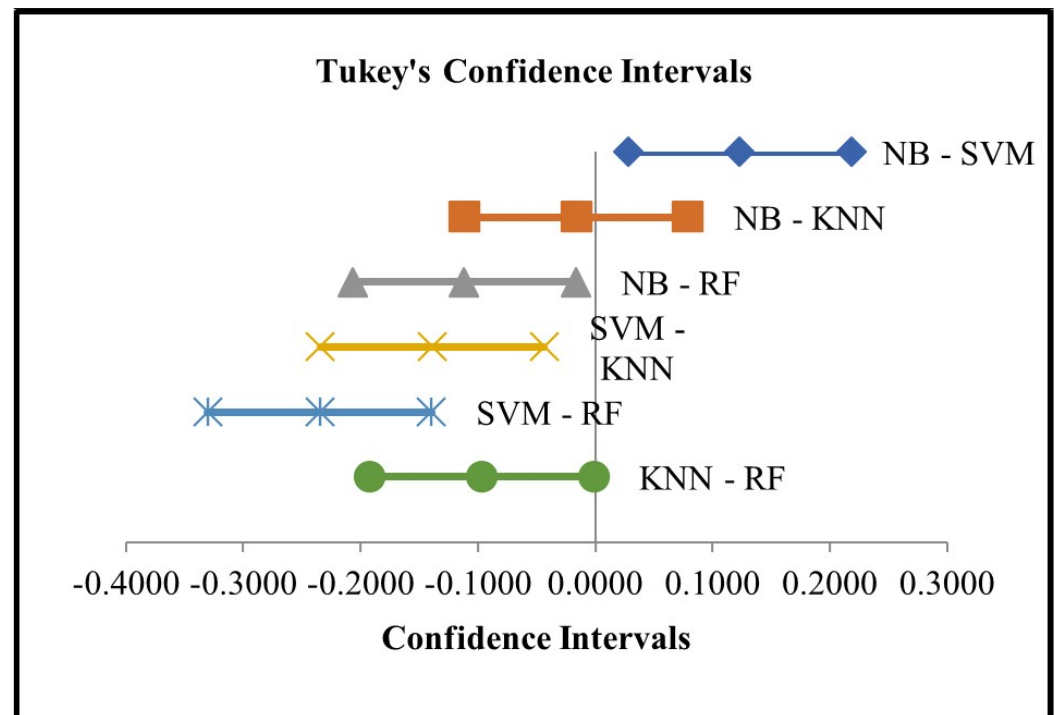 Tukey's Confidence Intervals
NB - SVM
NB - KNN
NB - RF
SVM -
KNN
SVM - RF
KNN - RF
-0.4000 -0.3000 -0.2000 -0.1000 0.0000 0.1000 0.2000 0.3000
Confidence Intervals